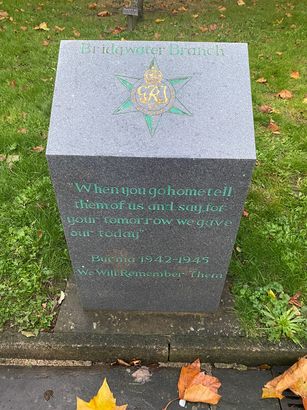 Bridgwater Branch
GRI
"When you go home tell
them of us and say, for
your tomorrow we gave
our today"
Burma 1942-1945
We Will Remember Them